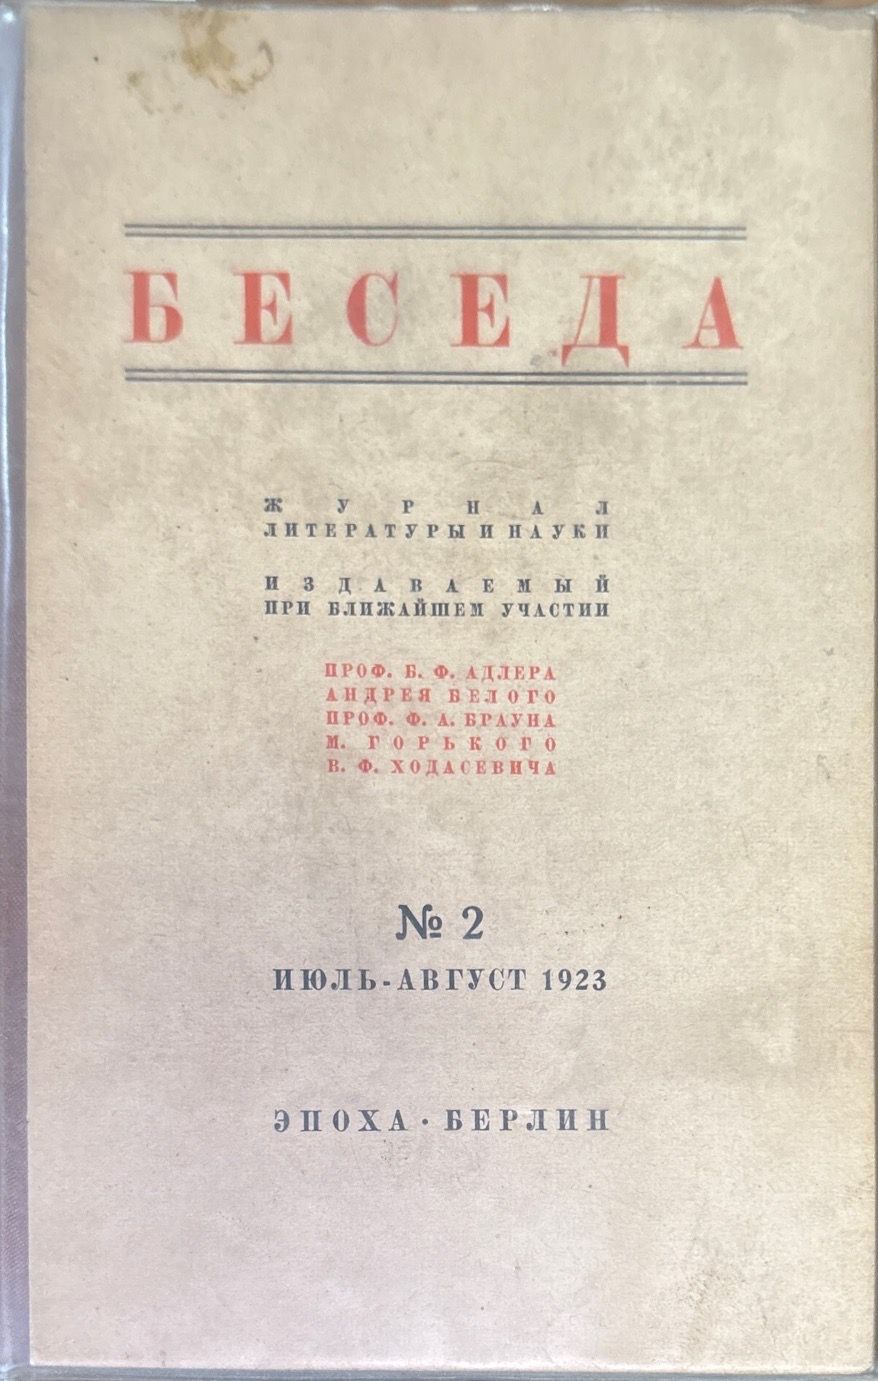 БЕСЕДА
ЖУРНАЛ
ЛИТЕРАТУРЫ И НАУКИ
ИЗДАВАЕМЫЙ
ПРИ БЛИЖАЙШЕМ УЧАСТИИ
ПРОФ. Б. Ф. АДЛЕРА
АНДРЕЯ БЕЛОГО
ПРОФ. Ф. А. БРАУНА
М. ГОРЬКОГО
В. Ф. ХОДАСЕВИЧА
№ 2
ИЮЛЬ-АВГУСТ 1923
ЭПОХА · БЕРЛИН